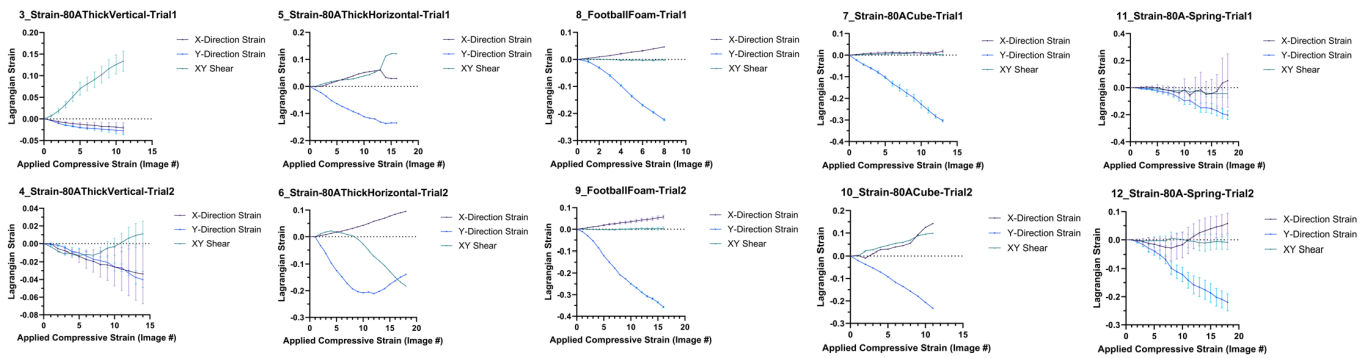 3_Strain-80AThickVertical-Trial1
Lagrangian Strain
0.20
0.15
0.10
0.05
0.00
-0.05
0
5
10
15
Applied Compressive Strain (Image #)
X-Direction Strain
Y-Direction Strain
XY Shear
5_Strain-80AThickHorizontal-Trial1
Lagrangian Strain
0.2
0.1
0.0
-0.1
-0.2
-0.3
0
5
10
15
20
Applied Compressive Strain (Image #)
X-Direction Strain
Y-Direction Strain
XY Shear
8_FootballFoam-Trial1
Lagrangian Strain
0.1
0.0
-0.1
-0.2
-0.3
0
2
4
6
8
10
Applied Compressive Strain (Image #)
X-Direction Strain
Y-Direction Strain
XY Shear
7_Strain-80ACube-Trial1
Lagrangian Strain
0.1
0.0
-0.1
-0.2
-0.3
-0.4
0
5
10
15
Applied Compressive Strain (Image #)
X-Direction Strain
Y-Direction Strain
XY Shear
11_Strain-80A-Spring-Trial1
Lagrangian Strain
0.4
0.2
0.0
-0.2
-0.4
0
5
10
15
20
Applied Compressive Strain (Image #)
X-Direction Strain
Y-Direction Strain
XY Shear
4_Strain-80AThickVertical-Trial2
Lagrangian Strain
0.04
0.02
0.00
-0.02
-0.04
-0.06
-0.08
0
5
10
15
Applied Compressive Strain (Image #)
X-Direction Strain
Y-Direction Strain
XY Shear
6_Strain-80AThickHorizontal-Trial2
Lagrangian Strain
0.1
0.0
-0.1
-0.2
-0.3
0
5
10
15
20
Applied Compressive Strain (Image #)
X-Direction Strain
Y-Direction Strain
XY Shear
9_FootballFoam-Trial2
Lagrangian Strain
0.1
0.0
-0.1
-0.2
-0.3
-0.4
0
5
10
15
20
Applied Compressive Strain (Image #)
X-Direction Strain
Y-Direction Strain
XY Shear
10_Strain-80ACube-Trial2
Lagrangian Strain
0.2
0.1
0.0
-0.1
-0.2
-0.3
0
5
10
15
Applied Compressive Strain (Image #)
X-Direction Strain
Y-Direction Strain
XY Shear
12_Strain-80A-Spring-Trial2
Lagrangian Strain
0.1
0.0
-0.1
-0.2
-0.3
0
5
10
15
20
Applied Compressive Strain (Image #)
X-Direction Strain
Y-Direction Strain
XY Shear